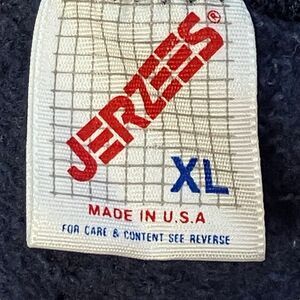 JERZEES®
XL
MADE IN U.S.A
FOR CARE & CONTENT SEE REVERSE